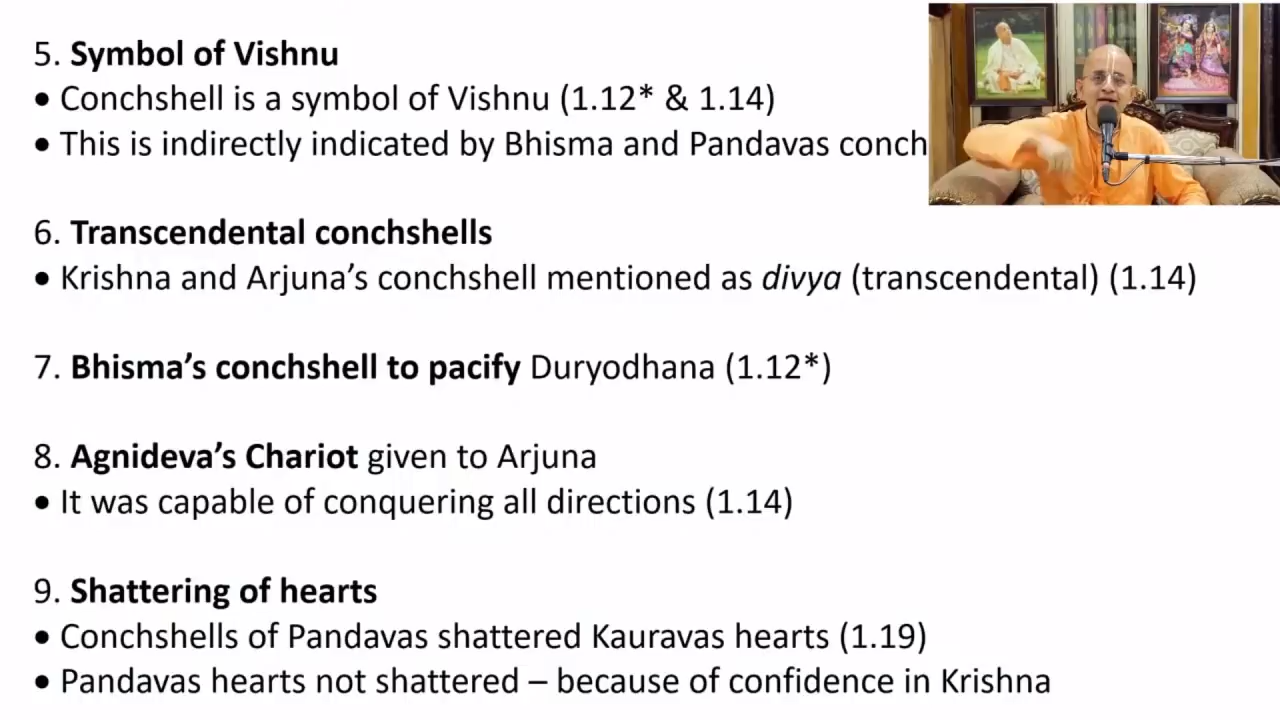 5. Symbol of Vishnu
• Conchshell is a symbol of Vishnu (1.12* & 1.14)
• This is indirectly indicated by Bhisma and Pandavas conch
6. Transcendental conchshells
• Krishna and Arjuna’s conchshell mentioned as divya (transcendental) (1.14)
7. Bhisma’s conchshell to pacify Duryodhana (1.12*)
8. Agnideva’s Chariot given to Arjuna
• It was capable of conquering all directions (1.14)
9. Shattering of hearts
• Conchshells of Pandavas shattered Kauravas hearts (1.19)
• Pandavas hearts not shattered – because of confidence in Krishna